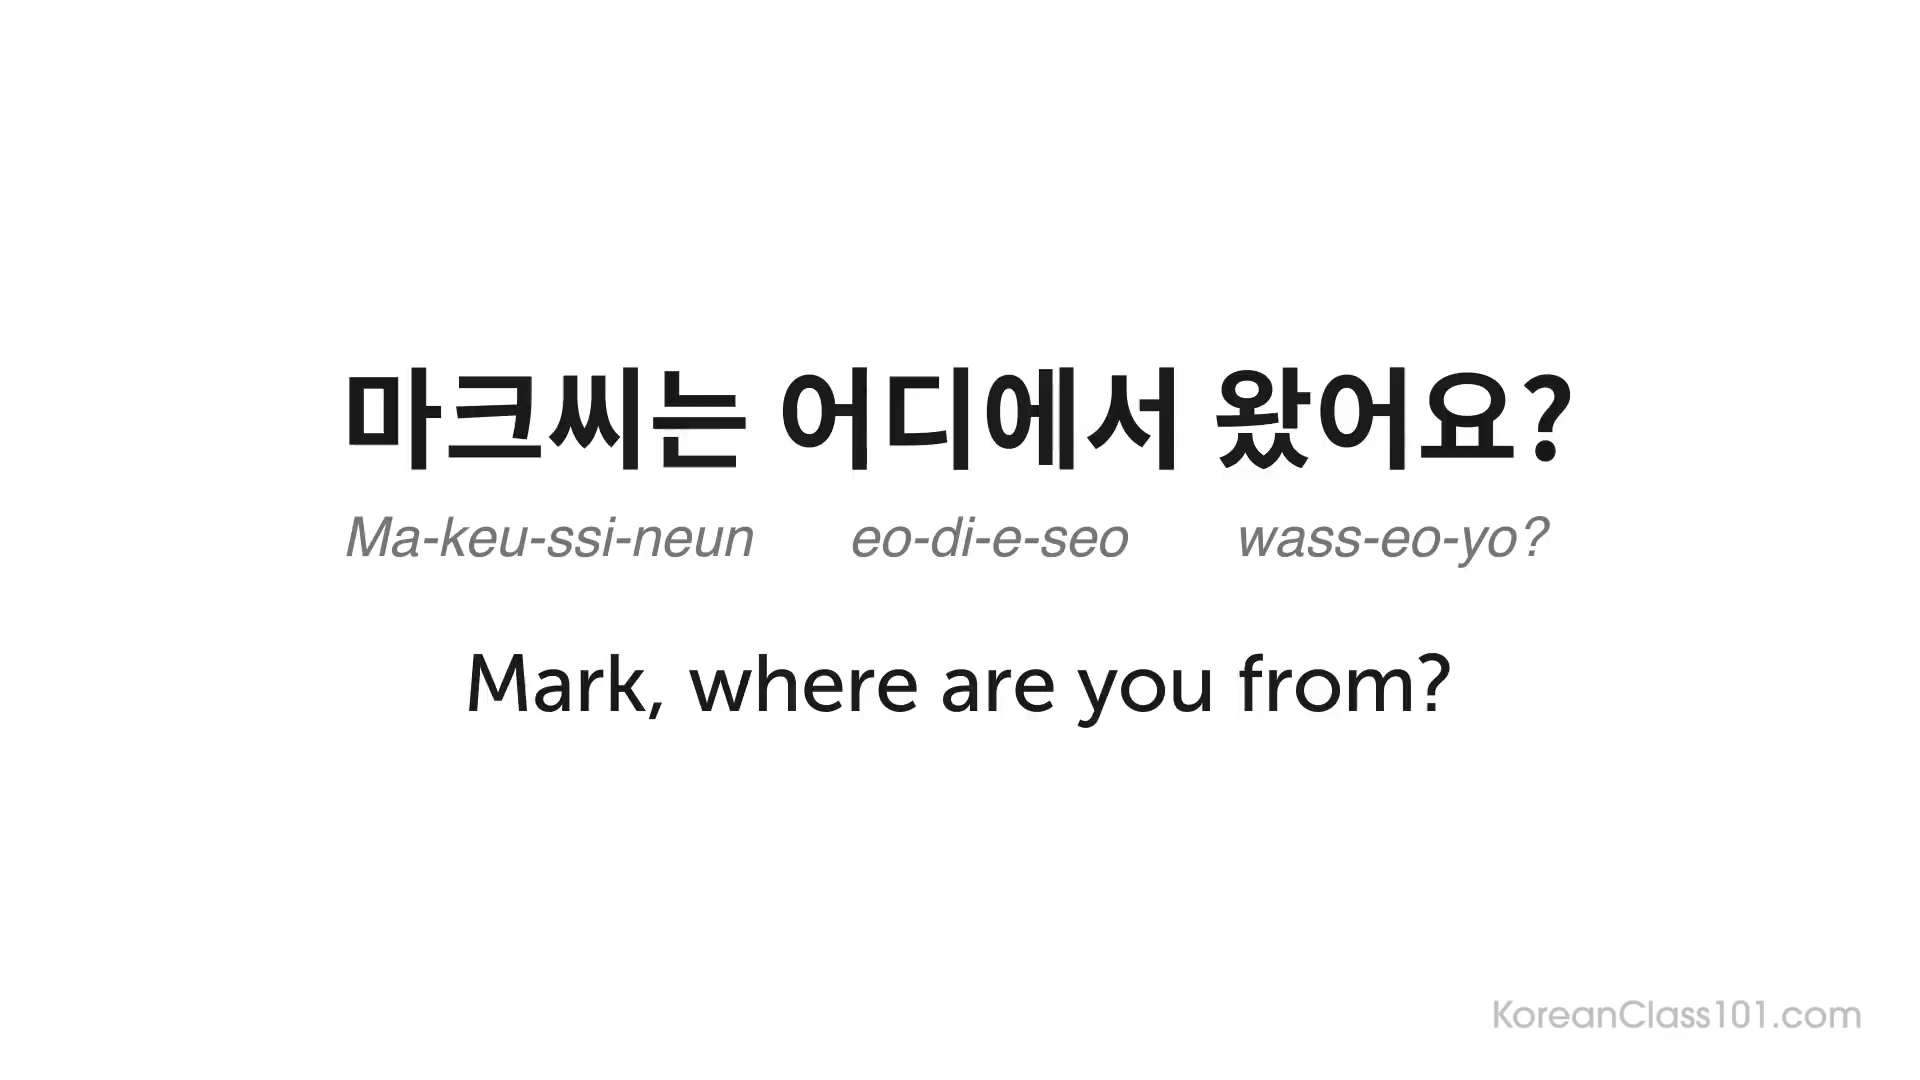 마크씨는 어디에서 왔어요?
Ma-keu-ssi-neun eo-di-e-seo wass-eo-yo?
Mark, where are you from?
KoreanClass101.com